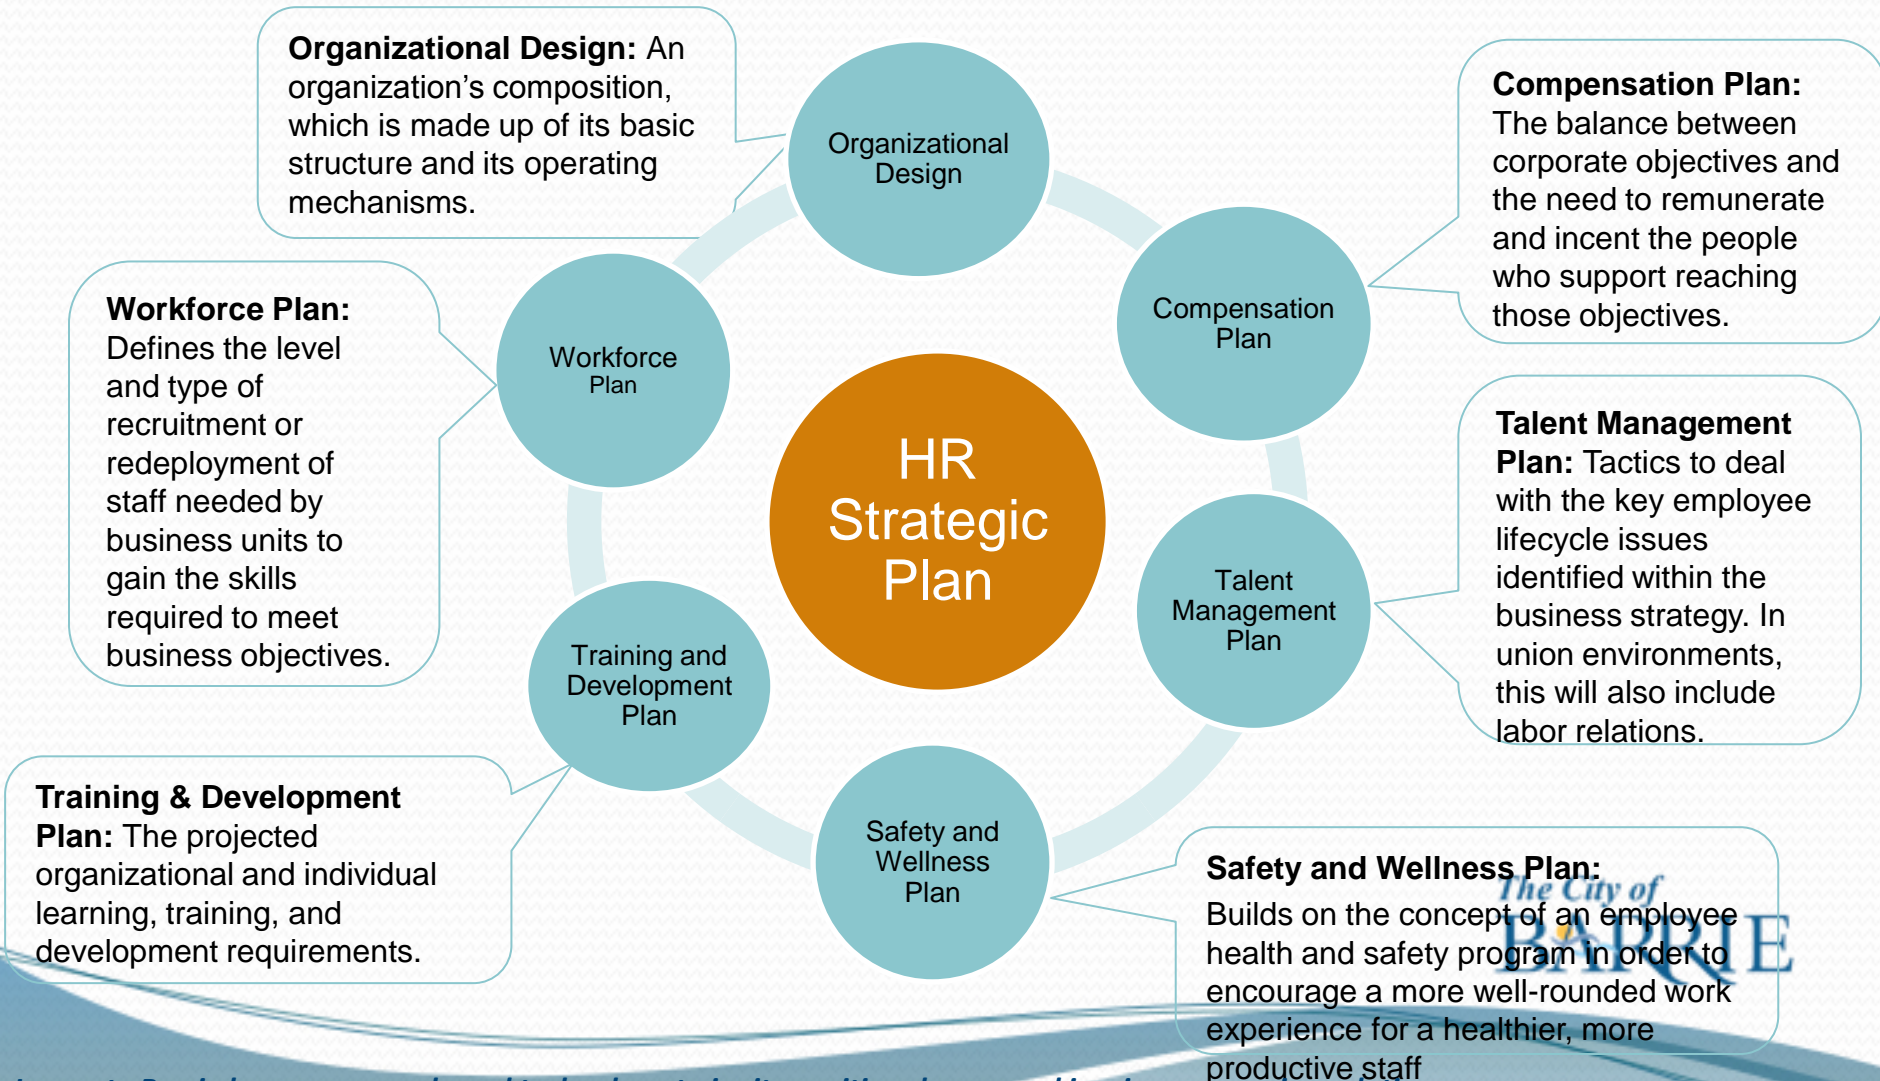 Organizational Design: An
organization's composition,
which is made up of its basic
structure and its operating
mechanisms.
Organizational
Design
Compensation Plan:
The balance between
corporate objectives and
the need to remunerate
and incent the people
who support reaching
those objectives.
Compensation
Plan
Workforce Plan:
Defines the level
and type of
recruitment or
redeployment of
staff needed by
business units to
gain the skills
required to meet
business objectives.
Workforce
Plan
HR
Strategic
Plan
Talent Management
Plan: Tactics to deal
with the key employee
lifecycle issues
identified within the
business strategy. In
union environments,
this will also include
labor relations.
Talent
Management
Plan
Training and
Development
Plan
Training & Development
Plan: The projected
organizational and individual
learning, training, and
development requirements.
Safety and
Wellness
Plan
Safety and Wellness Plan:
Builds on the concept of an employee
health and safety program in order to
encourage a more well-rounded work
experience for a healthier, more
productive staff
The City of
BARRIE